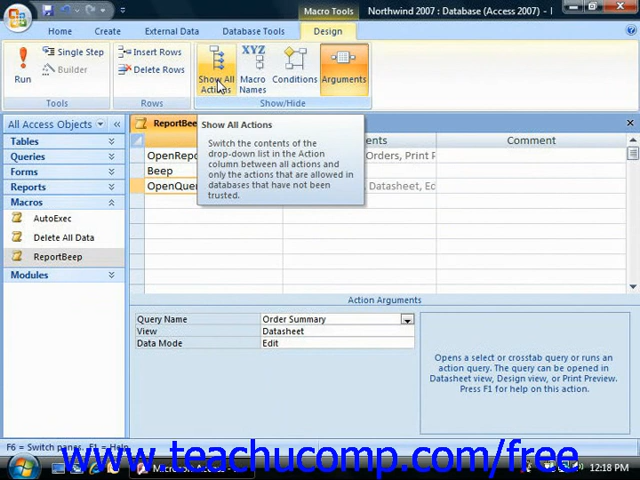 Macro Tools
Northwind 2007 : Database (Access 2007) -
Home Create External Data Database Tools Design
Run
Single Step
Builder
Insert Rows
Delete Rows
Show All Actions
XYZ
Macro Names
Conditions
Arguments
Tools Rows Show/Hide
All Access Objects
Tables
Queries
Forms
Reports
Macros
AutoExec
Delete All Data
ReportBeep
Modules
ReportBeep
Comment
OpenRepo
Orders, Print P
Beep
OpenQuer
Datasheet, Ed
Show All Actions
Switch the contents of the
drop-down list in the Action
column between all actions and
only the actions that are allowed in
databases that have not been
trusted.
Action Arguments
Query Name Order Summary
View Datasheet
Data Mode Edit
Opens a select or crosstab query or runs an
action query. The query can be opened in
Datasheet view, Design view, or Print Preview.
Press F1 for help on this action.
F6 = Switch panes. F1 = Help.
www.teachucomp.com/free
12:18 PM